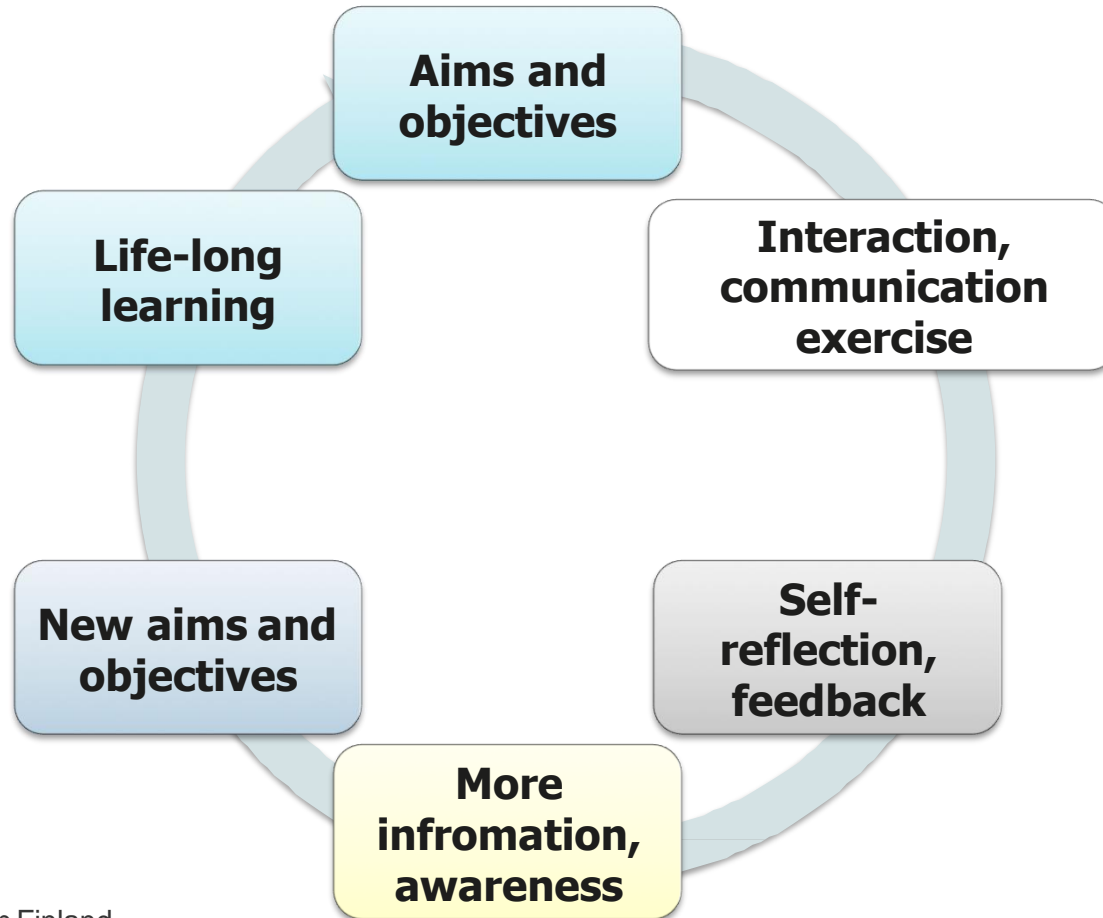 Aims and
objectives
Interaction,
communication
exercise
Self-
reflection,
feedback
More
infromation,
awareness
New aims and
objectives
Life-long
learning
Finland